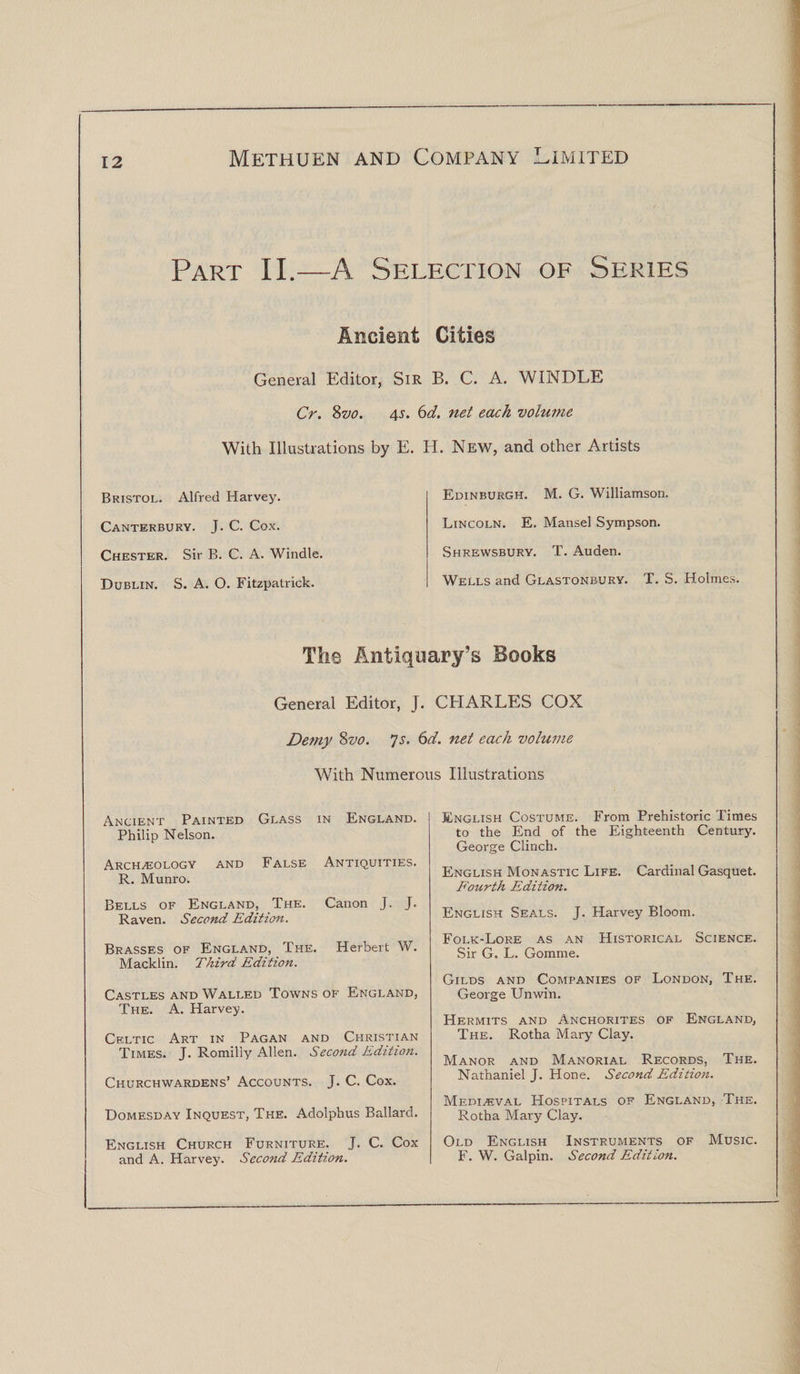 12 METHUEN AND COMPANY LIMITED
PART II.—A SELECTION OF SERIES
Ancient Cities
General Editor, SIR B. C. A. WINDLE
Cr. 8vo. 4s. 6d. net each volume
With Illustrations by E. H. NEW, and other Artists
BRISTOL. Alfred Harvey.
CANTERBURY. J. C. Cox.
CHESTER. Sir B. C. A. Windle.
DUBLIN. S. A. O. Fitzpatrick.
EDINBURGH. M. G. Williamson.
LINCOLN. E. Mansel Sympson.
SHREWSBURY. T. Auden.
WELLS and GLASTONBURY. T. S. Holmes.
The Antiquary's Books
General Editor, J. CHARLES COX
Demy 8vo. 7s. 6d. net each volume
With Numerous Illustrations
ANCIENT PAINTED GLASS IN ENGLAND.
Philip Nelson.
ARCHÆOLOGY AND FALSE ANTIQUITIES.
R. Munro.
BELLS OF ENGLAND, THE. Canon J. J.
Raven. Second Edition.
BRASSES OF ENGLAND, THE. Herbert W.
Macklin. Third Edition.
CASTLES AND WALLED TOWNS OF ENGLAND,
THE. A. Harvey.
CELTIC ART IN PAGAN AND CHRISTIAN
TIMES. J. Romilly Allen. Second Edition.
CHURCHWARDENS' ACCOUNTS. J. C. Cox.
DOMESDAY INQUEST, THE. Adolphus Ballard.
ENGLISH CHURCH FURNITURE. J. C. Cox
and A. Harvey. Second Edition.
ENGLISH COSTUME. From Prehistoric Times
to the End of the Eighteenth Century.
George Clinch.
ENGLISH MONASTIC LIFE. Cardinal Gasquet.
Fourth Edition.
ENGLISH SEALS. J. Harvey Bloom.
FOLK-LORE AS AN HISTORICAL SCIENCE.
Sir G. L. Gomme.
GILDS AND COMPANIES OF LONDON, THE.
George Unwin.
HERMITS AND ANCHORITES OF ENGLAND,
THE. Rotha Mary Clay.
MANOR AND MANORIAL RECORDS, THE.
Nathaniel J. Hone. Second Edition.
MEDIÆVAL HOSPITALS OF ENGLAND, THE.
Rotha Mary Clay.
OLD ENGLISH INSTRUMENTS OF MUSIC.
F. W. Galpin. Second Edition.